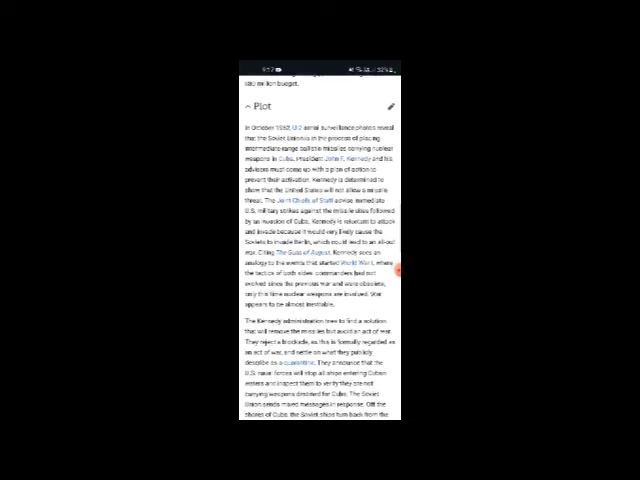 $80 million budget.
Plot
In October 1962, U-2 aerial surveillance photos reveal
that the Soviet Union is in the process of placing
intermediate-range ballistic missiles carrying nuclear
weapons in Cuba. President John F. Kennedy and his
advisers must come up with a plan of action to
prevent their activation. Kennedy is determined to
show that the United States will not allow a missile
threat. The Joint Chiefs of Staff advise immediate
U.S. military strikes against the missile sites followed
by an invasion of Cuba. Kennedy is reluctant to attack
and invade because it would very likely cause the
Soviets to invade Berlin, which could lead to an all-out
war. Citing The Guns of August, Kennedy sees an
analogy to the events that started World War I, where
the tactics of both sides' commanders had not
evolved since the previous war and were obsolete,
only this time nuclear weapons are involved. War
appears to be almost inevitable.
The Kennedy administration tries to find a solution
that will remove the missiles but avoid an act of war.
They reject a blockade, as this is formally regarded as
an act of war, and settle on what they publicly
describe as a quarantine. They announce that the
U.S. naval forces will stop all ships entering Cuban
waters and inspect them to verify they are not
carrying weapons destined for Cuba. The Soviet
Union sends mixed messages in response. Off the
shores of Cuba, the Soviet ships turn back from the